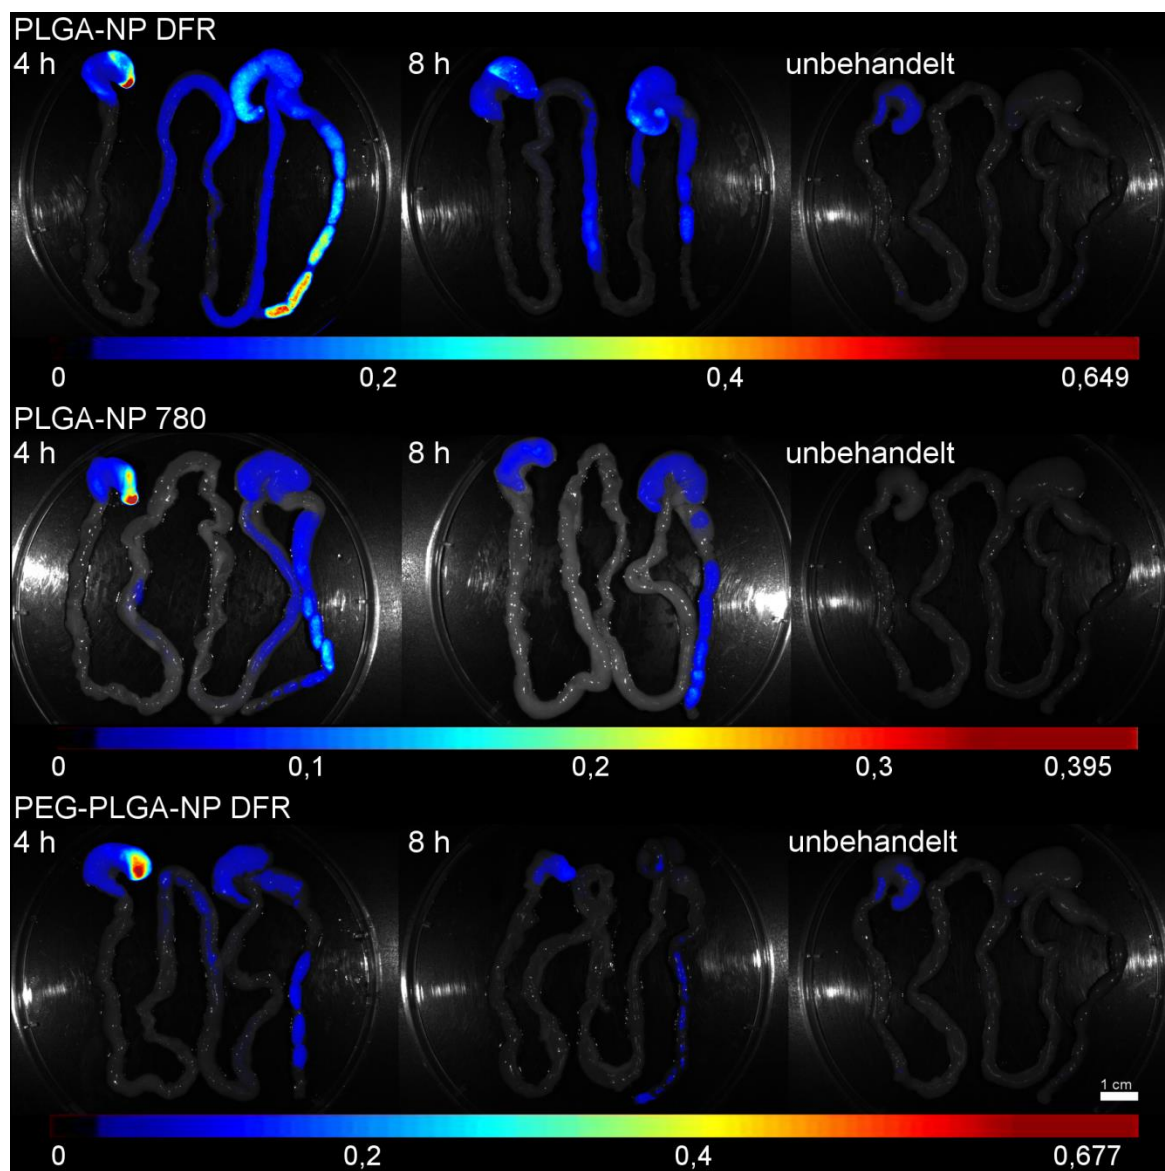 PLGA-NP DFR
4 h 8 h unbehandelt
0 0,2 0,4 0,649
PLGA-NP 780
4 h 8 h unbehandelt
0 0,1 0,2 0,3 0,395
PEG-PLGA-NP DFR
4 h 8 h unbehandelt
1 cm
0 0,2 0,4 0,677